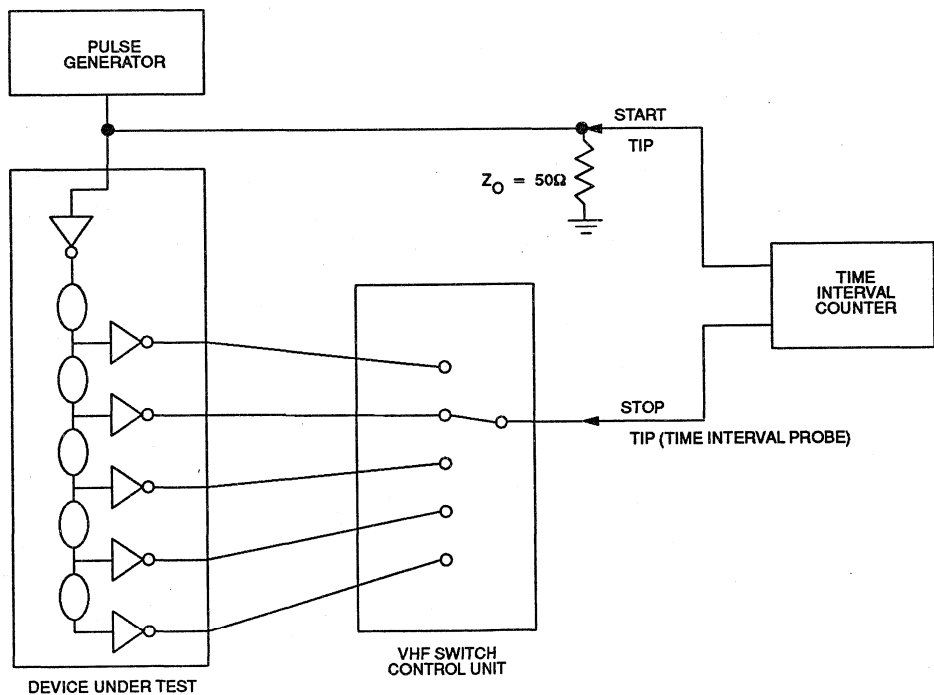 PULSE
GENERATOR
START
TIP
Z_O = 50Ω
TIME
INTERVAL
COUNTER
STOP
TIP (TIME INTERVAL PROBE)
VHF SWITCH
CONTROL UNIT
DEVICE UNDER TEST